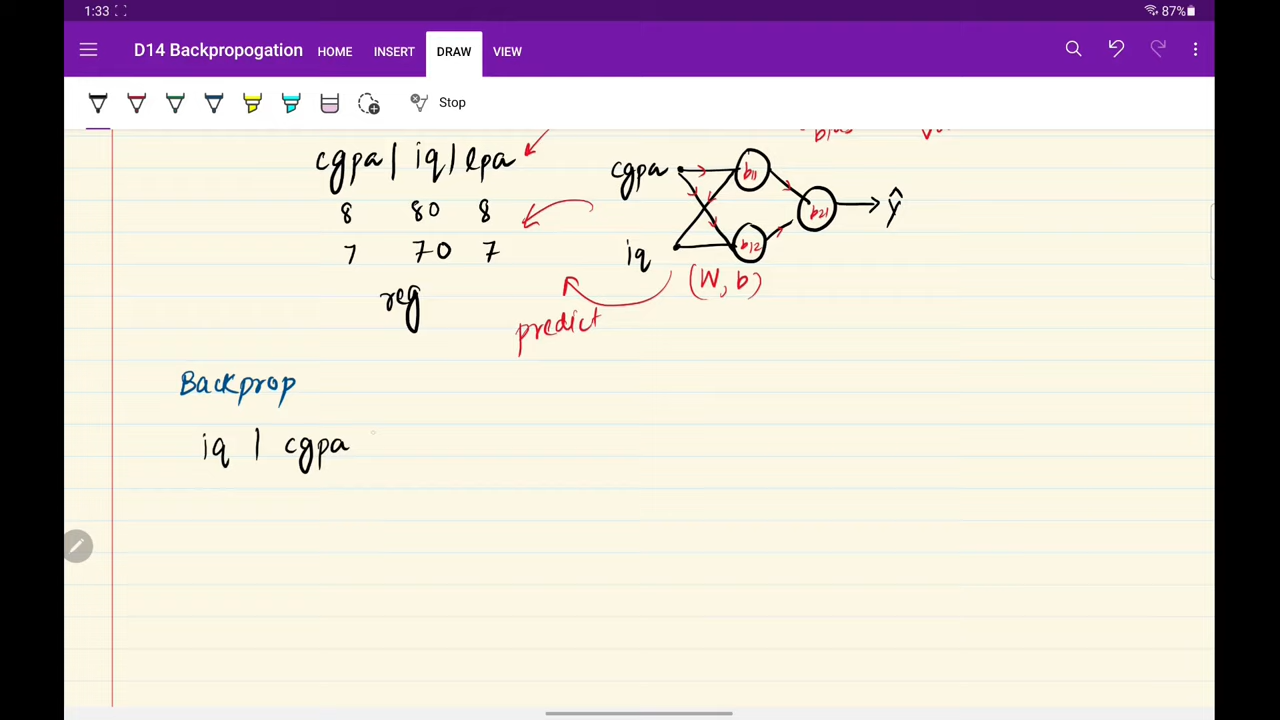 1:33
87%
D14 Backpropogation HOME INSERT DRAW VIEW
Stop
bias
cgpa | iq | lpa
8 80 8
7 70 7
reg
cgpa
iq
b11
b12
b21
ŷ
(W, b)
predict
Backprop
iq | cgpa